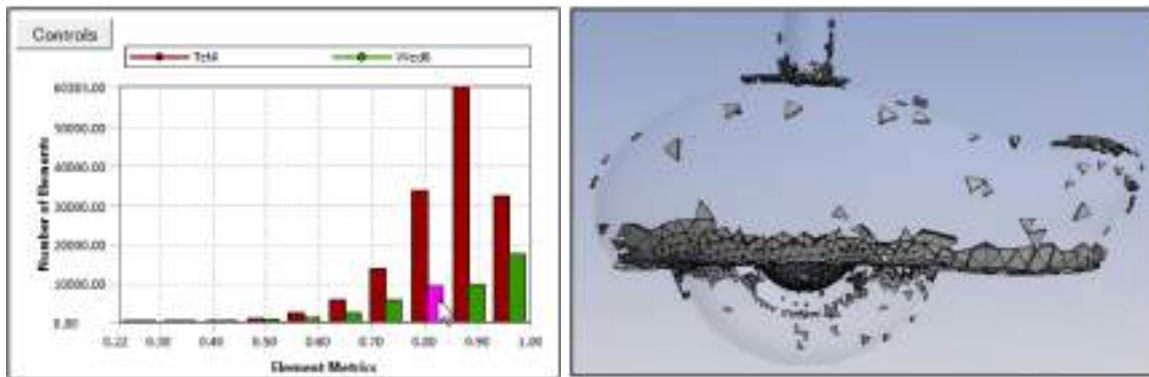 Controls
Tet4 Wed6
60383.00
50000.00
40000.00
30000.00
20000.00
10000.00
0.00
Number of Elements
0.22 0.30 0.40 0.50 0.60 0.70 0.80 0.90 1.00
Element Metrics